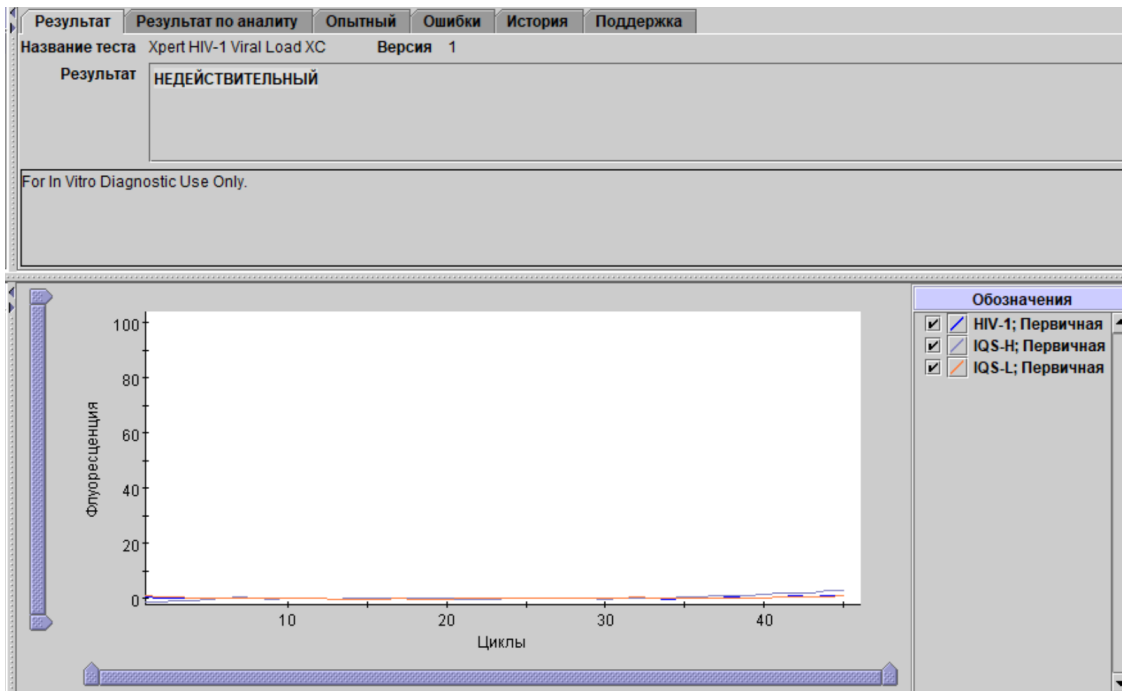 Результат Результат по аналиту Опытный Ошибки История Поддержка
Название теста Xpert HIV-1 Viral Load XC Версия 1
Результат НЕДЕЙСТВИТЕЛЬНЫЙ
For In Vitro Diagnostic Use Only.
Обозначения
HIV-1; Первичная
IQS-H; Первичная
IQS-L; Первичная
Флуоресценция
100
80
60
40
20
0
10 20 30 40
Циклы